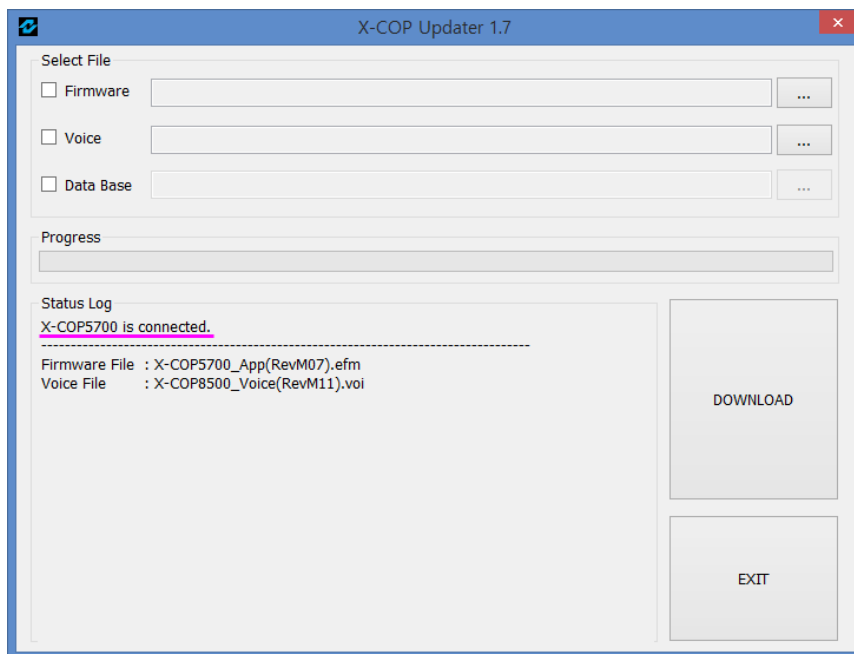 X-COP Updater 1.7
Select File
Firmware ...
Voice ...
Data Base ...
Progress
Status Log
X-COP5700 is connected.
--------------------------------------------------------------------------------------------------
Firmware File : X-COP5700_App(RevM07).efm
Voice File : X-COP8500_Voice(RevM11).voi
DOWNLOAD
EXIT